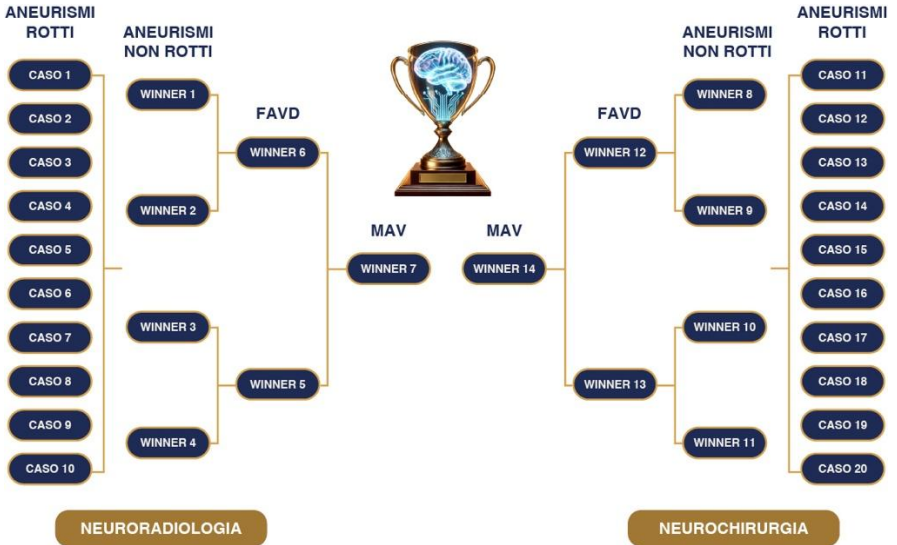 ANEURISMI
ROTTI
CASO 1
CASO 2
CASO 3
CASO 4
CASO 5
CASO 6
CASO 7
CASO 8
CASO 9
CASO 10
ANEURISMI
NON ROTTI
WINNER 1
WINNER 2
WINNER 3
WINNER 4
FAVD
WINNER 6
WINNER 5
MAV
WINNER 7
MAV
WINNER 14
FAVD
WINNER 12
WINNER 13
ANEURISMI
NON ROTTI
WINNER 8
WINNER 9
WINNER 10
WINNER 11
ANEURISMI
ROTTI
CASO 11
CASO 12
CASO 13
CASO 14
CASO 15
CASO 16
CASO 17
CASO 18
CASO 19
CASO 20
NEURORADIOLOGIA
NEUROCHIRURGIA